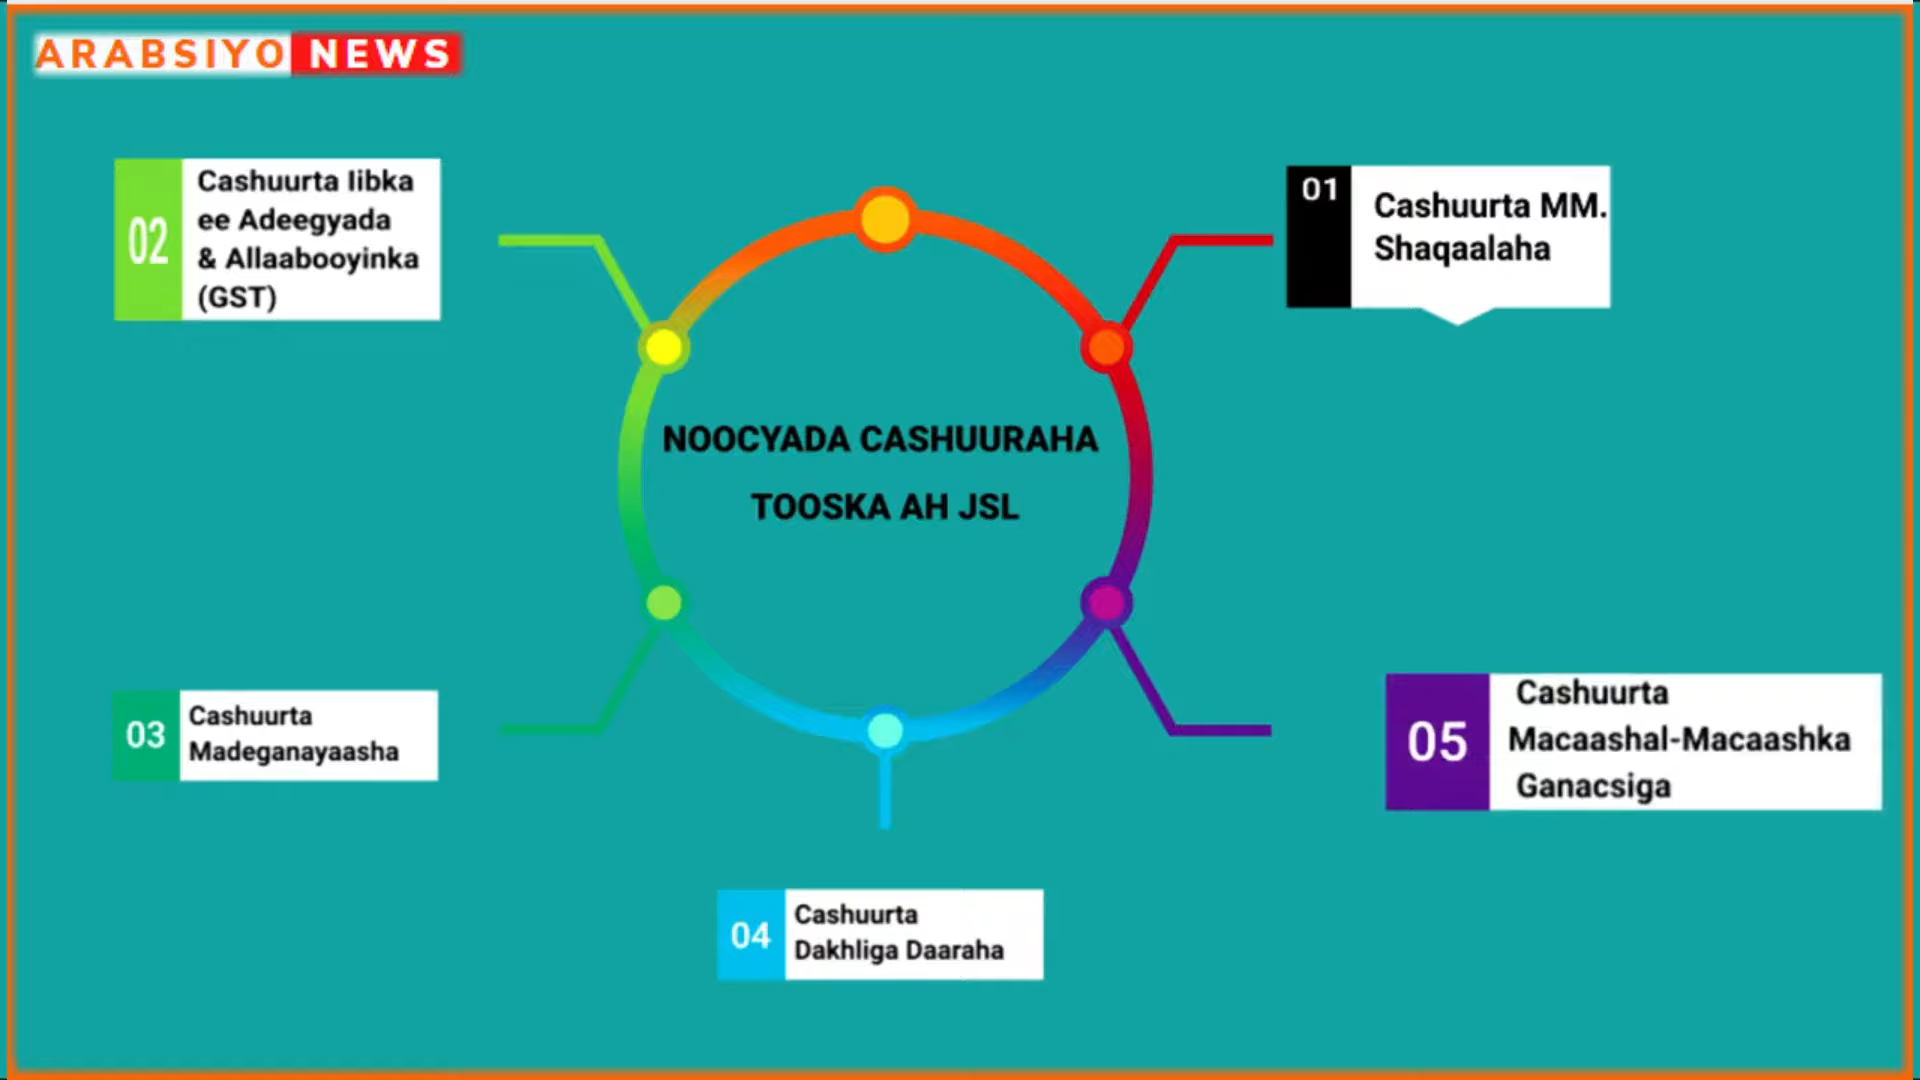 ARABSIYO NEWS
01
Cashuurta MM.
Shaqaalaha
02
Cashuurta Iibka
ee Adeegyada
& Allaabooyinka
(GST)
NOOCYADA CASHUURAHA
TOOSKA AH JSL
03
Cashuurta
Madeganayaasha
04
Cashuurta
Dakhliga Daaraha
05
Cashuurta
Macaashal-Macaashka
Ganacsiga